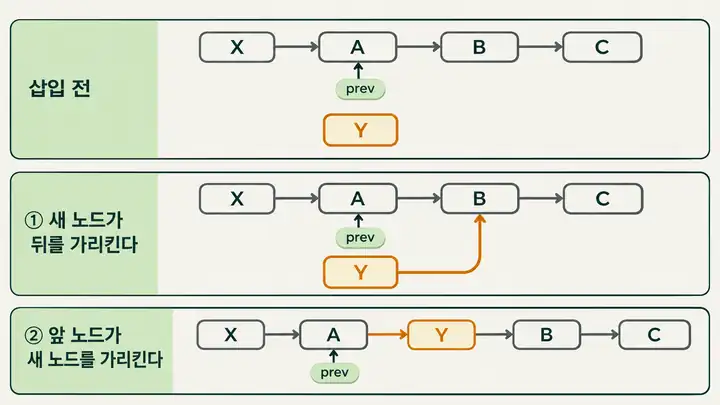 X A B C
삽입 전
prev
Y
X A B C
① 새 노드가
뒤를 가리킨다
prev
Y
② 앞 노드가
새 노드를 가리킨다
X A Y B C
prev